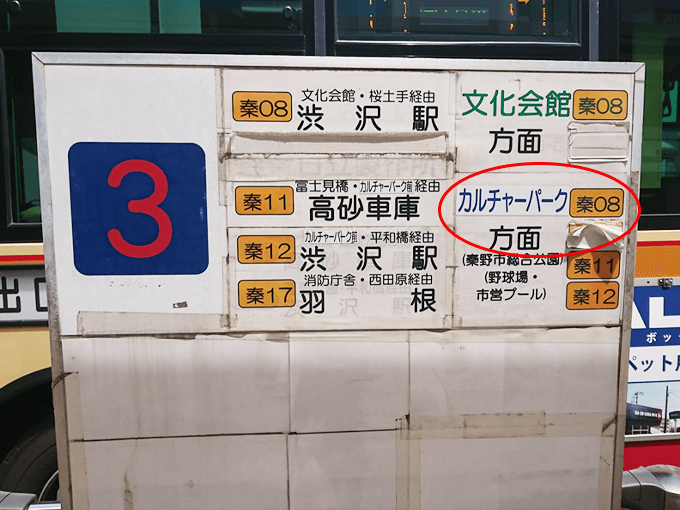 3
秦08
文化会館・桜土手経由
渋沢駅
秦11
富士見橋・カルチャーパーク前経由
高砂車庫
秦12
カルチャーパーク前・平和橋経由
渋沢駅
秦17
消防庁舎・西田原経由
羽根
文化会館 秦08
方面
カルチャーパーク 秦08
方面
(秦野市総合公園) 秦11
(野球場・
市営プール) 秦12
出口
ボッ
ペット